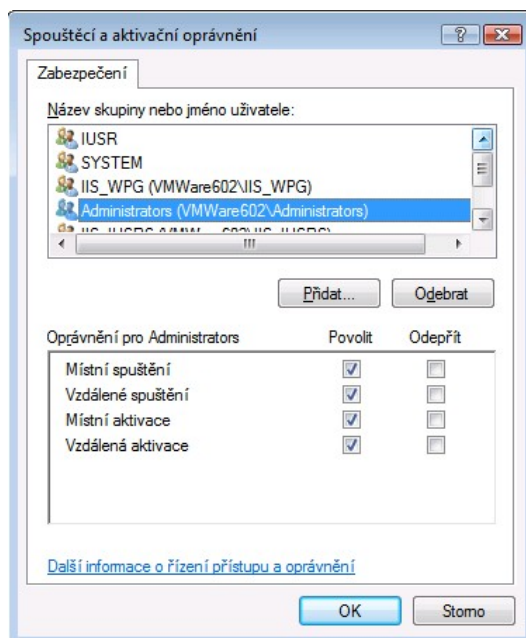 Spouštěcí a aktivační oprávnění
Zabezpečení
Název skupiny nebo jméno uživatele:
IUSR
SYSTEM
IIS_WPG (VMWare602\IIS_WPG)
Administrators (VMWare602\Administrators)
Přidat...
Odebrat
Oprávnění pro Administrators Povolit Odepřít
Místní spuštění
Vzdálené spuštění
Místní aktivace
Vzdálená aktivace
Další informace o řízení přístupu a oprávnění
OK
Storno